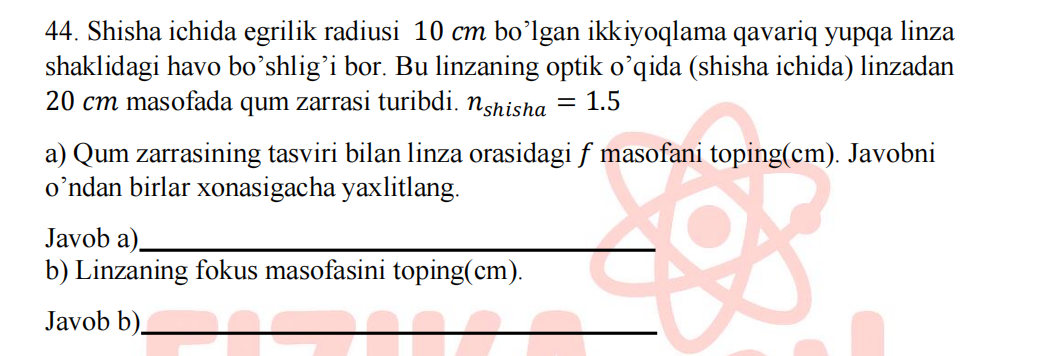 44. Shisha ichida egrilik radiusi 10 cm bo’lgan ikkiyoqlama qavariq yupqa linza
shaklidagi havo bo’shlig’i bor. Bu linzaning optik o’qida (shisha ichida) linzadan
20 cm masofada qum zarrasi turibdi. n_shisha = 1.5
a) Qum zarrasining tasviri bilan linza orasidagi f masofani toping(cm). Javobni
o’ndan birlar xonasigacha yaxlitlang.
Javob a)
b) Linzaning fokus masofasini toping(cm).
Javob b)
FIZIKA